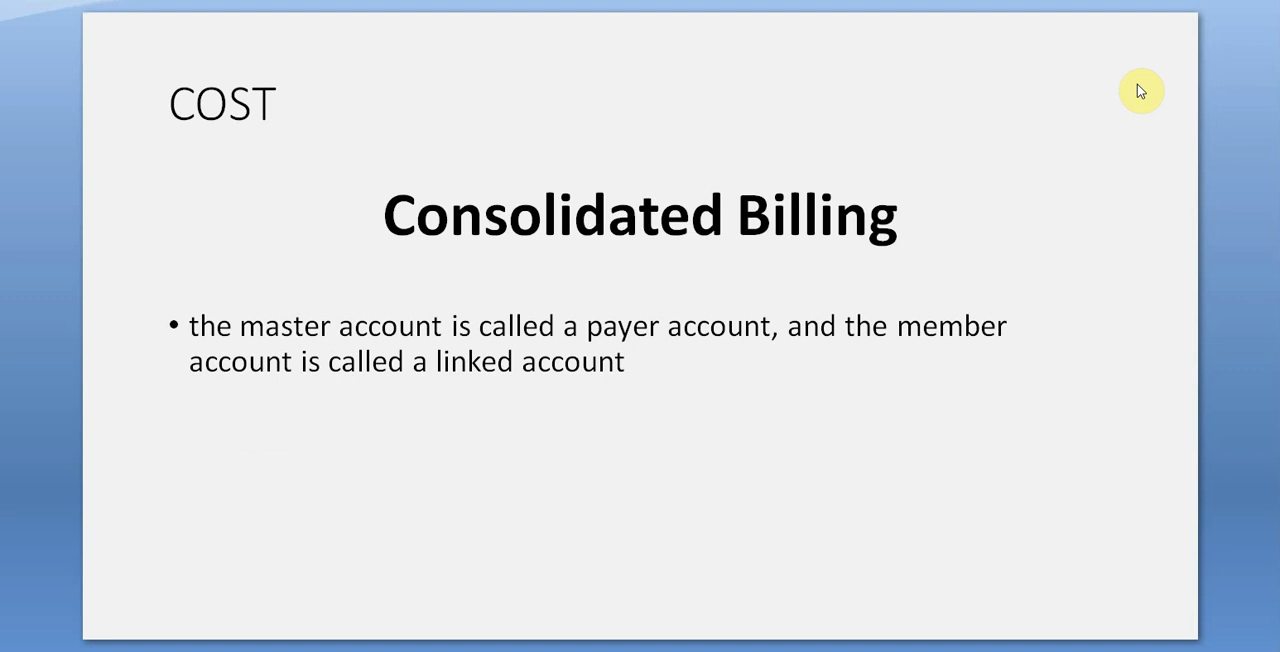 COST
Consolidated Billing
• the master account is called a payer account, and the member
account is called a linked account